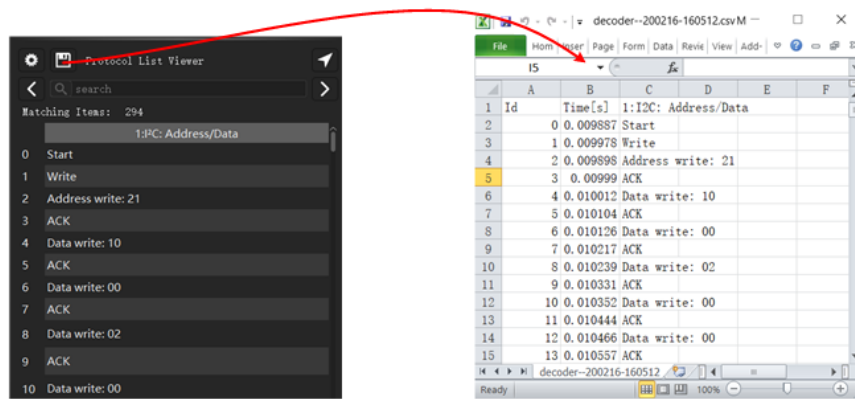 Protocol List Viewer
search
Matching Items: 294
1:I²C: Address/Data
0 Start
1 Write
2 Address write: 21
3 ACK
4 Data write: 10
5 ACK
6 Data write: 00
7 ACK
8 Data write: 02
9 ACK
10 Data write: 00
decoder--200216-160512.csv M
File Hom Inser Page Form Data Revie View Add-
I5 fx
A B C D E F
1 Id Time[s] 1:I2C: Address/Data
2 0 0.009887 Start
3 1 0.009978 Write
4 2 0.009898 Address write: 21
5 3 0.00999 ACK
6 4 0.010012 Data write: 10
7 5 0.010104 ACK
8 6 0.010126 Data write: 00
9 7 0.010217 ACK
10 8 0.010239 Data write: 02
11 9 0.010331 ACK
12 10 0.010352 Data write: 00
13 11 0.010444 ACK
14 12 0.010466 Data write: 00
15 13 0.010557 ACK
decoder--200216-160512
Ready 100%